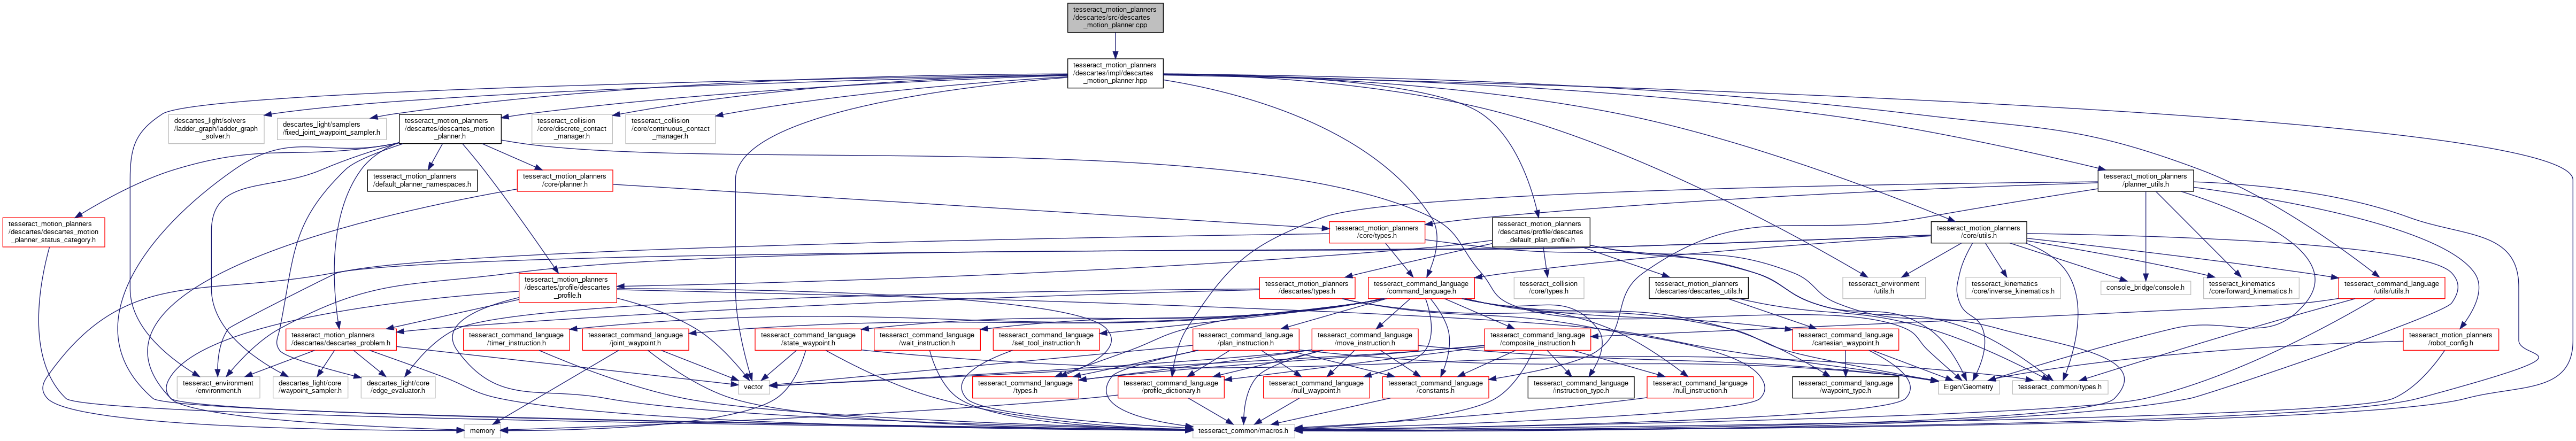 tesseract_motion_planners
/descartes/src/descartes
_motion_planner.cpp
tesseract_motion_planners
/descartes/impl/descartes
_motion_planner.hpp
descartes_light/solvers
/ladder_graph/ladder_graph
_solver.h
descartes_light/samplers
/fixed_joint_waypoint_sampler.h
tesseract_motion_planners
/descartes/descartes_motion
_planner.h
tesseract_collision
/core/discrete_contact
_manager.h
tesseract_collision
/core/continuous_contact
_manager.h
tesseract_motion_planners
/default_planner_namespaces.h
tesseract_motion_planners
/core/planner.h
tesseract_motion_planners
/planner_utils.h
tesseract_motion_planners
/descartes/descartes_motion
_planner_status_category.h
tesseract_motion_planners
/core/types.h
tesseract_motion_planners
/descartes/profile/descartes
_default_plan_profile.h
tesseract_motion_planners
/core/utils.h
tesseract_motion_planners
/descartes/profile/descartes
_profile.h
tesseract_motion_planners
/descartes/types.h
tesseract_command_language
/command_language.h
tesseract_collision
/core/types.h
tesseract_motion_planners
/descartes/descartes_utils.h
tesseract_environment
/utils.h
tesseract_kinematics
/core/inverse_kinematics.h
console_bridge/console.h
tesseract_kinematics
/core/forward_kinematics.h
tesseract_command_language
/utils/utils.h
tesseract_motion_planners
/descartes/descartes_problem.h
tesseract_command_language
/timer_instruction.h
tesseract_command_language
/joint_waypoint.h
tesseract_command_language
/state_waypoint.h
tesseract_command_language
/wait_instruction.h
tesseract_command_language
/set_tool_instruction.h
tesseract_command_language
/plan_instruction.h
tesseract_command_language
/move_instruction.h
tesseract_command_language
/composite_instruction.h
tesseract_command_language
/cartesian_waypoint.h
tesseract_motion_planners
/robot_config.h
tesseract_environment
/environment.h
descartes_light/core
/waypoint_sampler.h
descartes_light/core
/edge_evaluator.h
vector
tesseract_command_language
/types.h
tesseract_command_language
/profile_dictionary.h
tesseract_command_language
/null_waypoint.h
tesseract_command_language
/constants.h
tesseract_command_language
/instruction_type.h
tesseract_command_language
/null_instruction.h
tesseract_command_language
/waypoint_type.h
Eigen/Geometry
tesseract_common/types.h
memory
tesseract_common/macros.h